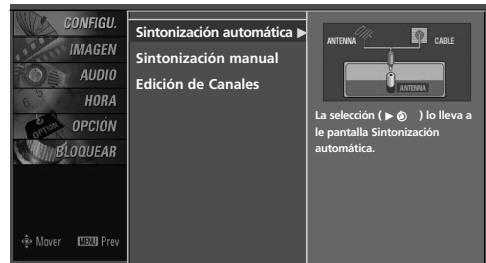 CONFIGU.
IMAGEN
AUDIO
HORA
OPCIÓN
BLOQUEAR
Mover MENU Prev
Sintonización automática ▶
Sintonización manual
Edición de Canales
ANTENNA CABLE
ANTENNA
La selección ( ▶ ) lo lleva a
le pantalla Sintonización
automática.